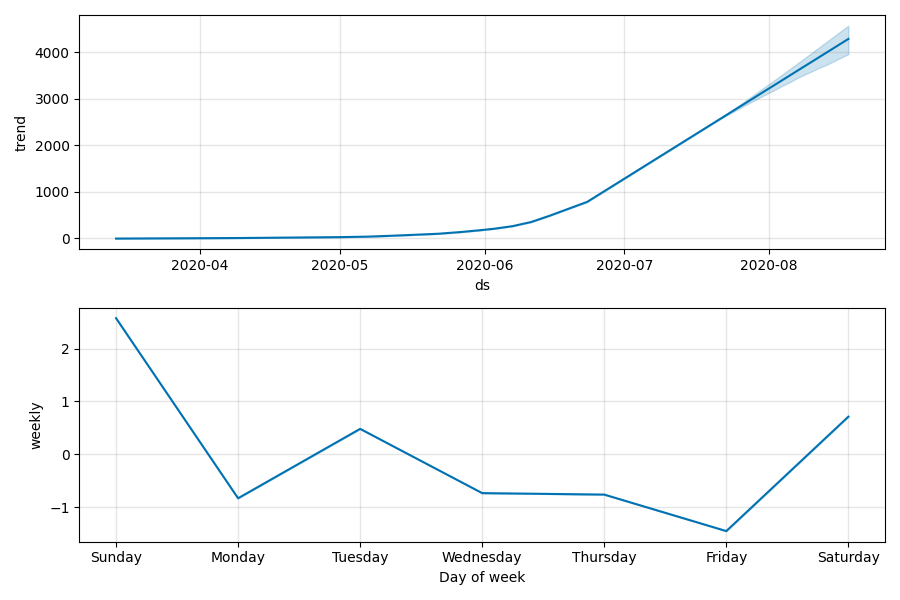 4000
3000
2000
1000
0
trend
2020-04 2020-05 2020-06 2020-07 2020-08
ds
2
1
0
−1
weekly
Sunday Monday Tuesday Wednesday Thursday Friday Saturday
Day of week